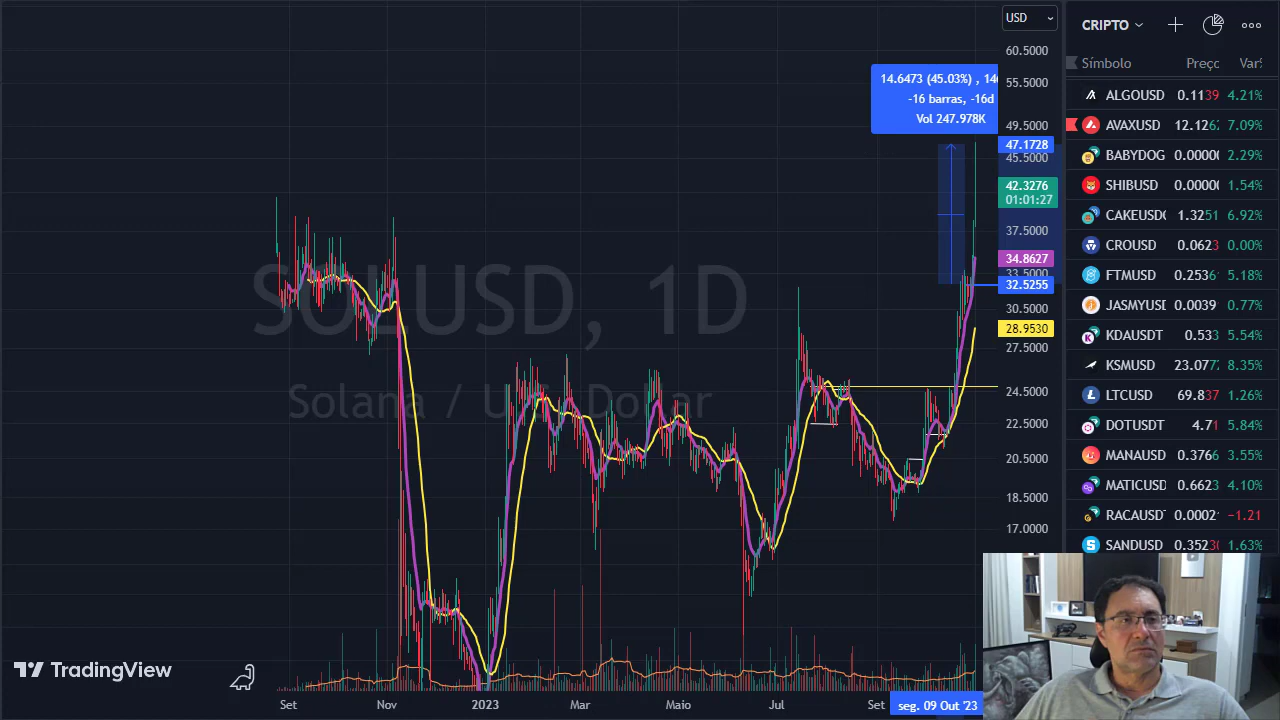 USD
60.5000
55.5000
49.5000
45.5000
37.5000
33.5000
30.5000
27.5000
24.5000
22.5000
20.5000
18.5000
17.0000
47.1728
42.3276
01:01:27
34.8627
32.5255
28.9530
14.6473 (45.03%) , 14
-16 barras, -16d
Vol 247.978K
SOLUSD, 1D
Solana / U.S. Dollar
TradingView
Set
Nov
2023
Mar
Maio
Jul
Set
seg. 09 Out '23
CRIPTO
Símbolo Preço Var
ALGOUSD 0.1139 4.21%
AVAXUSD 12.126 7.09%
BABYDOG 0.0000 2.29%
SHIBUSD 0.0000 1.54%
CAKEUSD 1.3251 6.92%
CROUSD 0.0623 0.00%
FTMUSD 0.2536 5.18%
JASMYUSD 0.0039 0.77%
KDAUSDT 0.533 5.54%
KSMUSD 23.077 8.35%
LTCUSD 69.837 1.26%
DOTUSDT 4.71 5.84%
MANAUSD 0.3766 3.55%
MATICUSD 0.6623 4.10%
RACAUSDT 0.0002 −1.21
SANDUSD 0.3523 1.63%